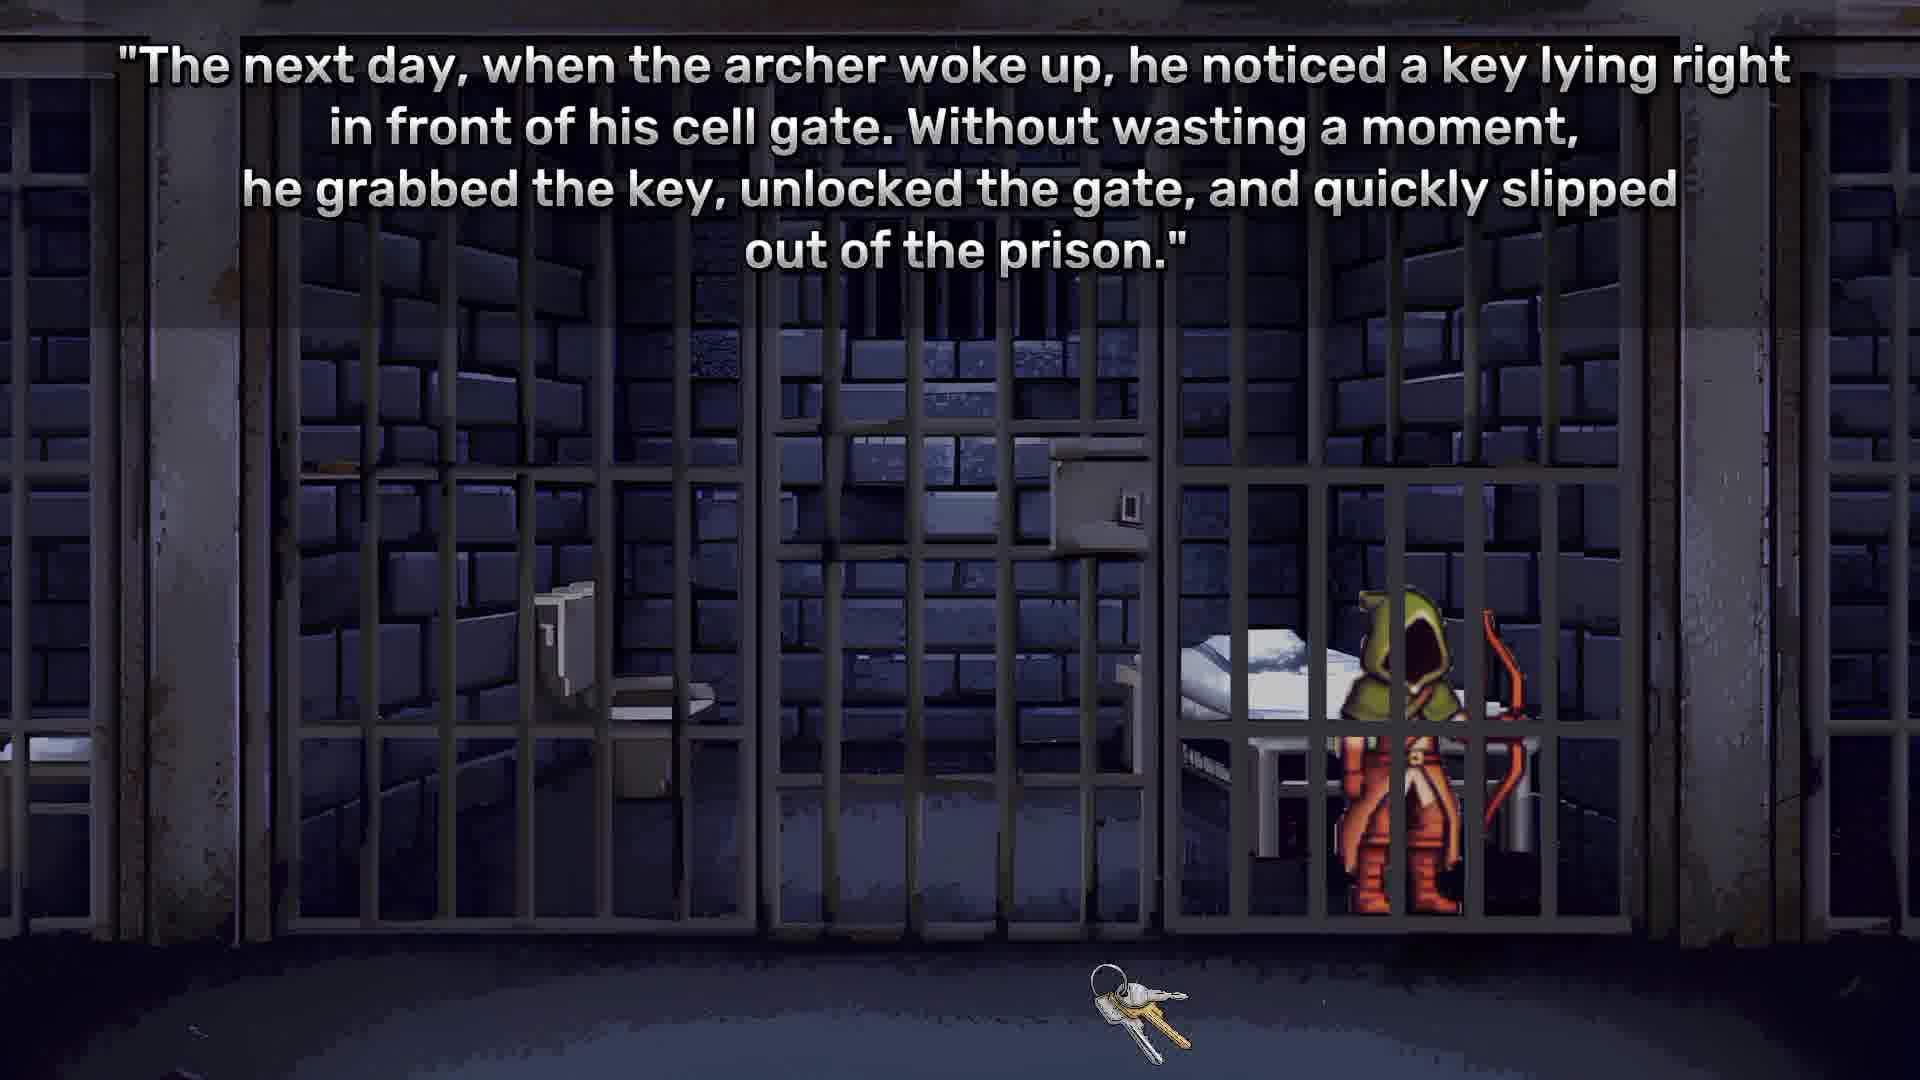 "The next day, when the archer woke up, he noticed a key lying right
in front of his cell gate. Without wasting a moment,
he grabbed the key, unlocked the gate, and quickly slipped
out of the prison."